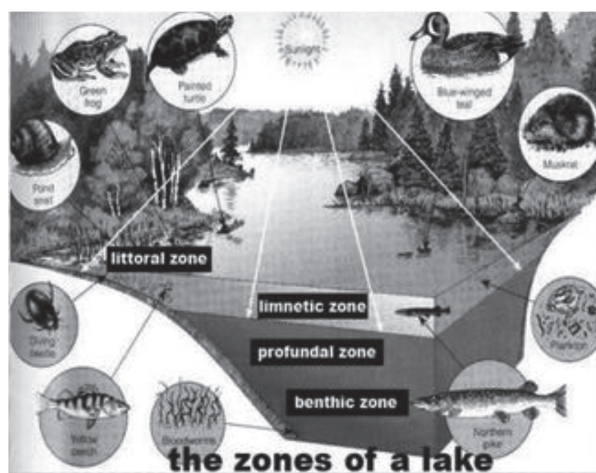 Sunlight
Green
frog
Painted
turtle
Blue-winged
teal
Muskrat
Pond
snail
littoral zone
limnetic zone
Diving
beetle
Plankton
profundal zone
benthic zone
Yellow
perch
Bloodworms
Northern
pike
the zones of a lake